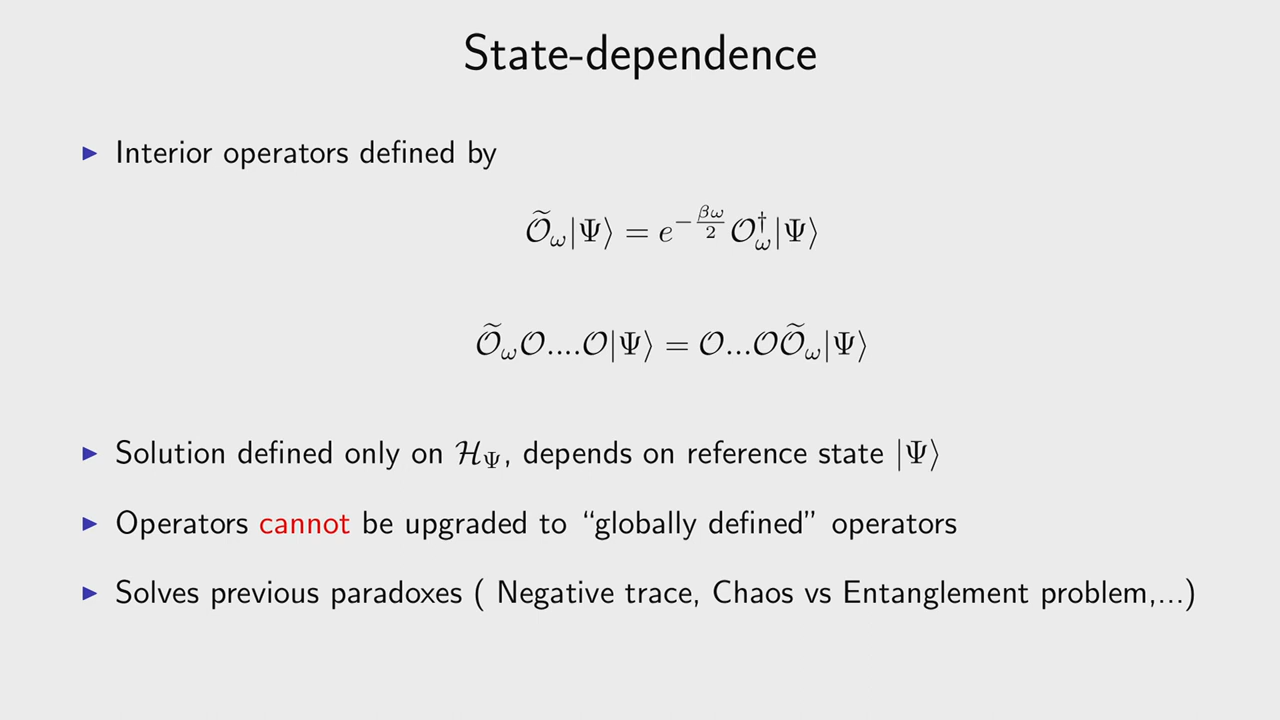 State-dependence
▶ Interior operators defined by
$\widetilde{\mathcal{O}}_\omega|\Psi\rangle = e^{-\frac{\beta\omega}{2}}\mathcal{O}^\dagger_\omega|\Psi\rangle$
$\widetilde{\mathcal{O}}_\omega\mathcal{O}....\mathcal{O}|\Psi\rangle = \mathcal{O}...\mathcal{O}\widetilde{\mathcal{O}}_\omega|\Psi\rangle$
▶ Solution defined only on $\mathcal{H}_\Psi$, depends on reference state $|\Psi\rangle$
▶ Operators cannot be upgraded to “globally defined” operators
▶ Solves previous paradoxes ( Negative trace, Chaos vs Entanglement problem,...)